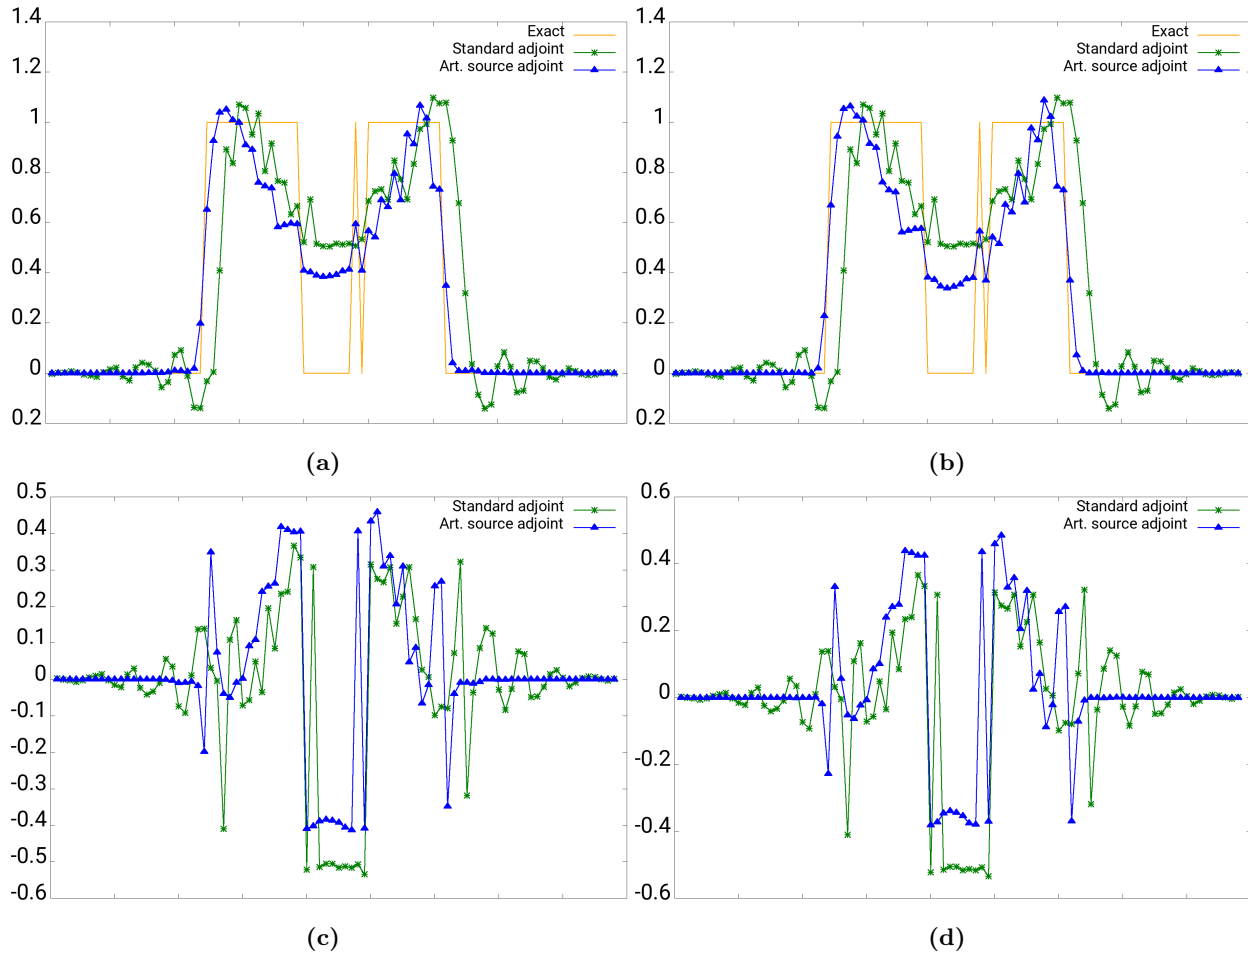 1.4
1.2
1
0.8
0.6
0.4
0.2
0
0.2
Exact
Standard adjoint
Art. source adjoint
(a)
1.4
1.2
1
0.8
0.6
0.4
0.2
0
0.2
Exact
Standard adjoint
Art. source adjoint
(b)
0.5
0.4
0.3
0.2
0.1
0
-0.1
-0.2
-0.3
-0.4
-0.5
-0.6
Standard adjoint
Art. source adjoint
(c)
0.6
0.4
0.2
0
-0.2
-0.4
-0.6
Standard adjoint
Art. source adjoint
(d)